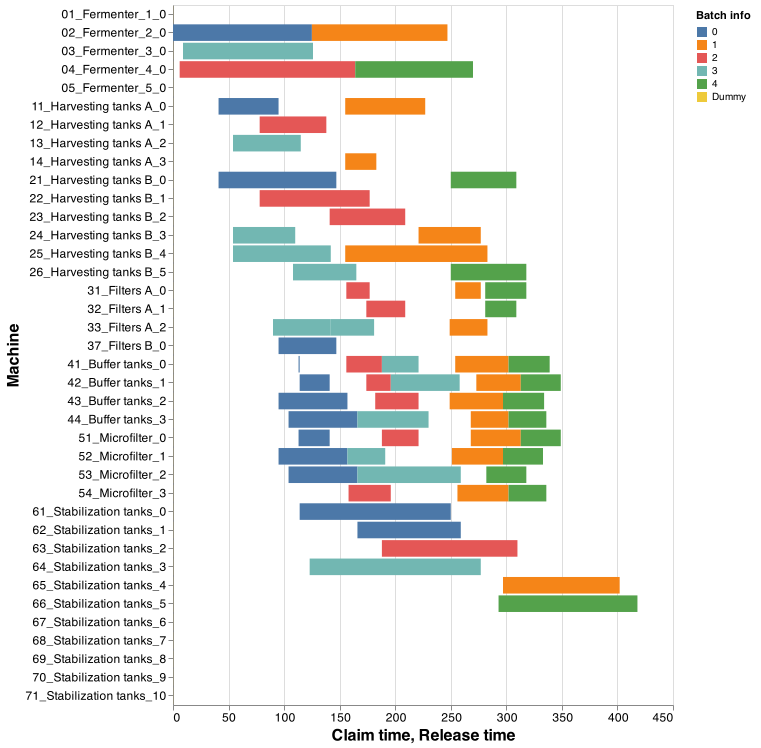 Machine
01_Fermenter_1_0
02_Fermenter_2_0
03_Fermenter_3_0
04_Fermenter_4_0
05_Fermenter_5_0
11_Harvesting tanks A_0
12_Harvesting tanks A_1
13_Harvesting tanks A_2
14_Harvesting tanks A_3
21_Harvesting tanks B_0
22_Harvesting tanks B_1
23_Harvesting tanks B_2
24_Harvesting tanks B_3
25_Harvesting tanks B_4
26_Harvesting tanks B_5
31_Filters A_0
32_Filters A_1
33_Filters A_2
37_Filters B_0
41_Buffer tanks_0
42_Buffer tanks_1
43_Buffer tanks_2
44_Buffer tanks_3
51_Microfilter_0
52_Microfilter_1
53_Microfilter_2
54_Microfilter_3
61_Stabilization tanks_0
62_Stabilization tanks_1
63_Stabilization tanks_2
64_Stabilization tanks_3
65_Stabilization tanks_4
66_Stabilization tanks_5
67_Stabilization tanks_6
68_Stabilization tanks_7
69_Stabilization tanks_8
70_Stabilization tanks_9
71_Stabilization tanks_10
0 50 100 150 200 250 300 350 400 450
Claim time, Release time
Batch info
0
1
2
3
4
Dummy